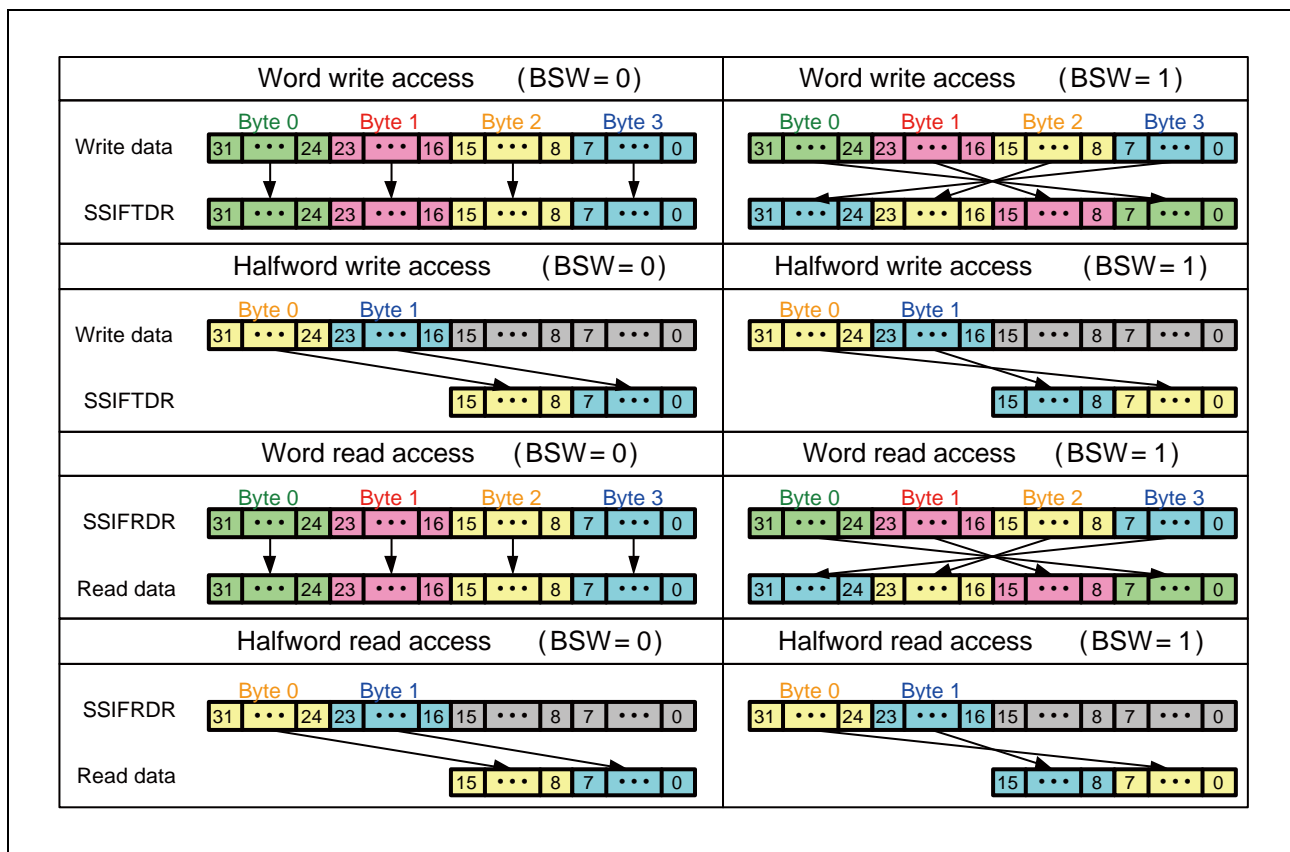 Word write access (BSW = 0) Word write access (BSW = 1)
Byte 0 Byte 1 Byte 2 Byte 3 Byte 0 Byte 1 Byte 2 Byte 3
Write data 31 ••• 24 23 ••• 16 15 ••• 8 7 ••• 0 31 ••• 24 23 ••• 16 15 ••• 8 7 ••• 0
SSIFTDR 31 ••• 24 23 ••• 16 15 ••• 8 7 ••• 0 31 ••• 24 23 ••• 16 15 ••• 8 7 ••• 0
Halfword write access (BSW = 0) Halfword write access (BSW = 1)
Byte 0 Byte 1 Byte 0 Byte 1
Write data 31 ••• 24 23 ••• 16 15 ••• 8 7 ••• 0 31 ••• 24 23 ••• 16 15 ••• 8 7 ••• 0
SSIFTDR 15 ••• 8 7 ••• 0 15 ••• 8 7 ••• 0
Word read access (BSW = 0) Word read access (BSW = 1)
Byte 0 Byte 1 Byte 2 Byte 3 Byte 0 Byte 1 Byte 2 Byte 3
SSIFRDR 31 ••• 24 23 ••• 16 15 ••• 8 7 ••• 0 31 ••• 24 23 ••• 16 15 ••• 8 7 ••• 0
Read data 31 ••• 24 23 ••• 16 15 ••• 8 7 ••• 0 31 ••• 24 23 ••• 16 15 ••• 8 7 ••• 0
Halfword read access (BSW = 0) Halfword read access (BSW = 1)
Byte 0 Byte 1 Byte 0 Byte 1
SSIFRDR 31 ••• 24 23 ••• 16 15 ••• 8 7 ••• 0 31 ••• 24 23 ••• 16 15 ••• 8 7 ••• 0
Read data 15 ••• 8 7 ••• 0 15 ••• 8 7 ••• 0